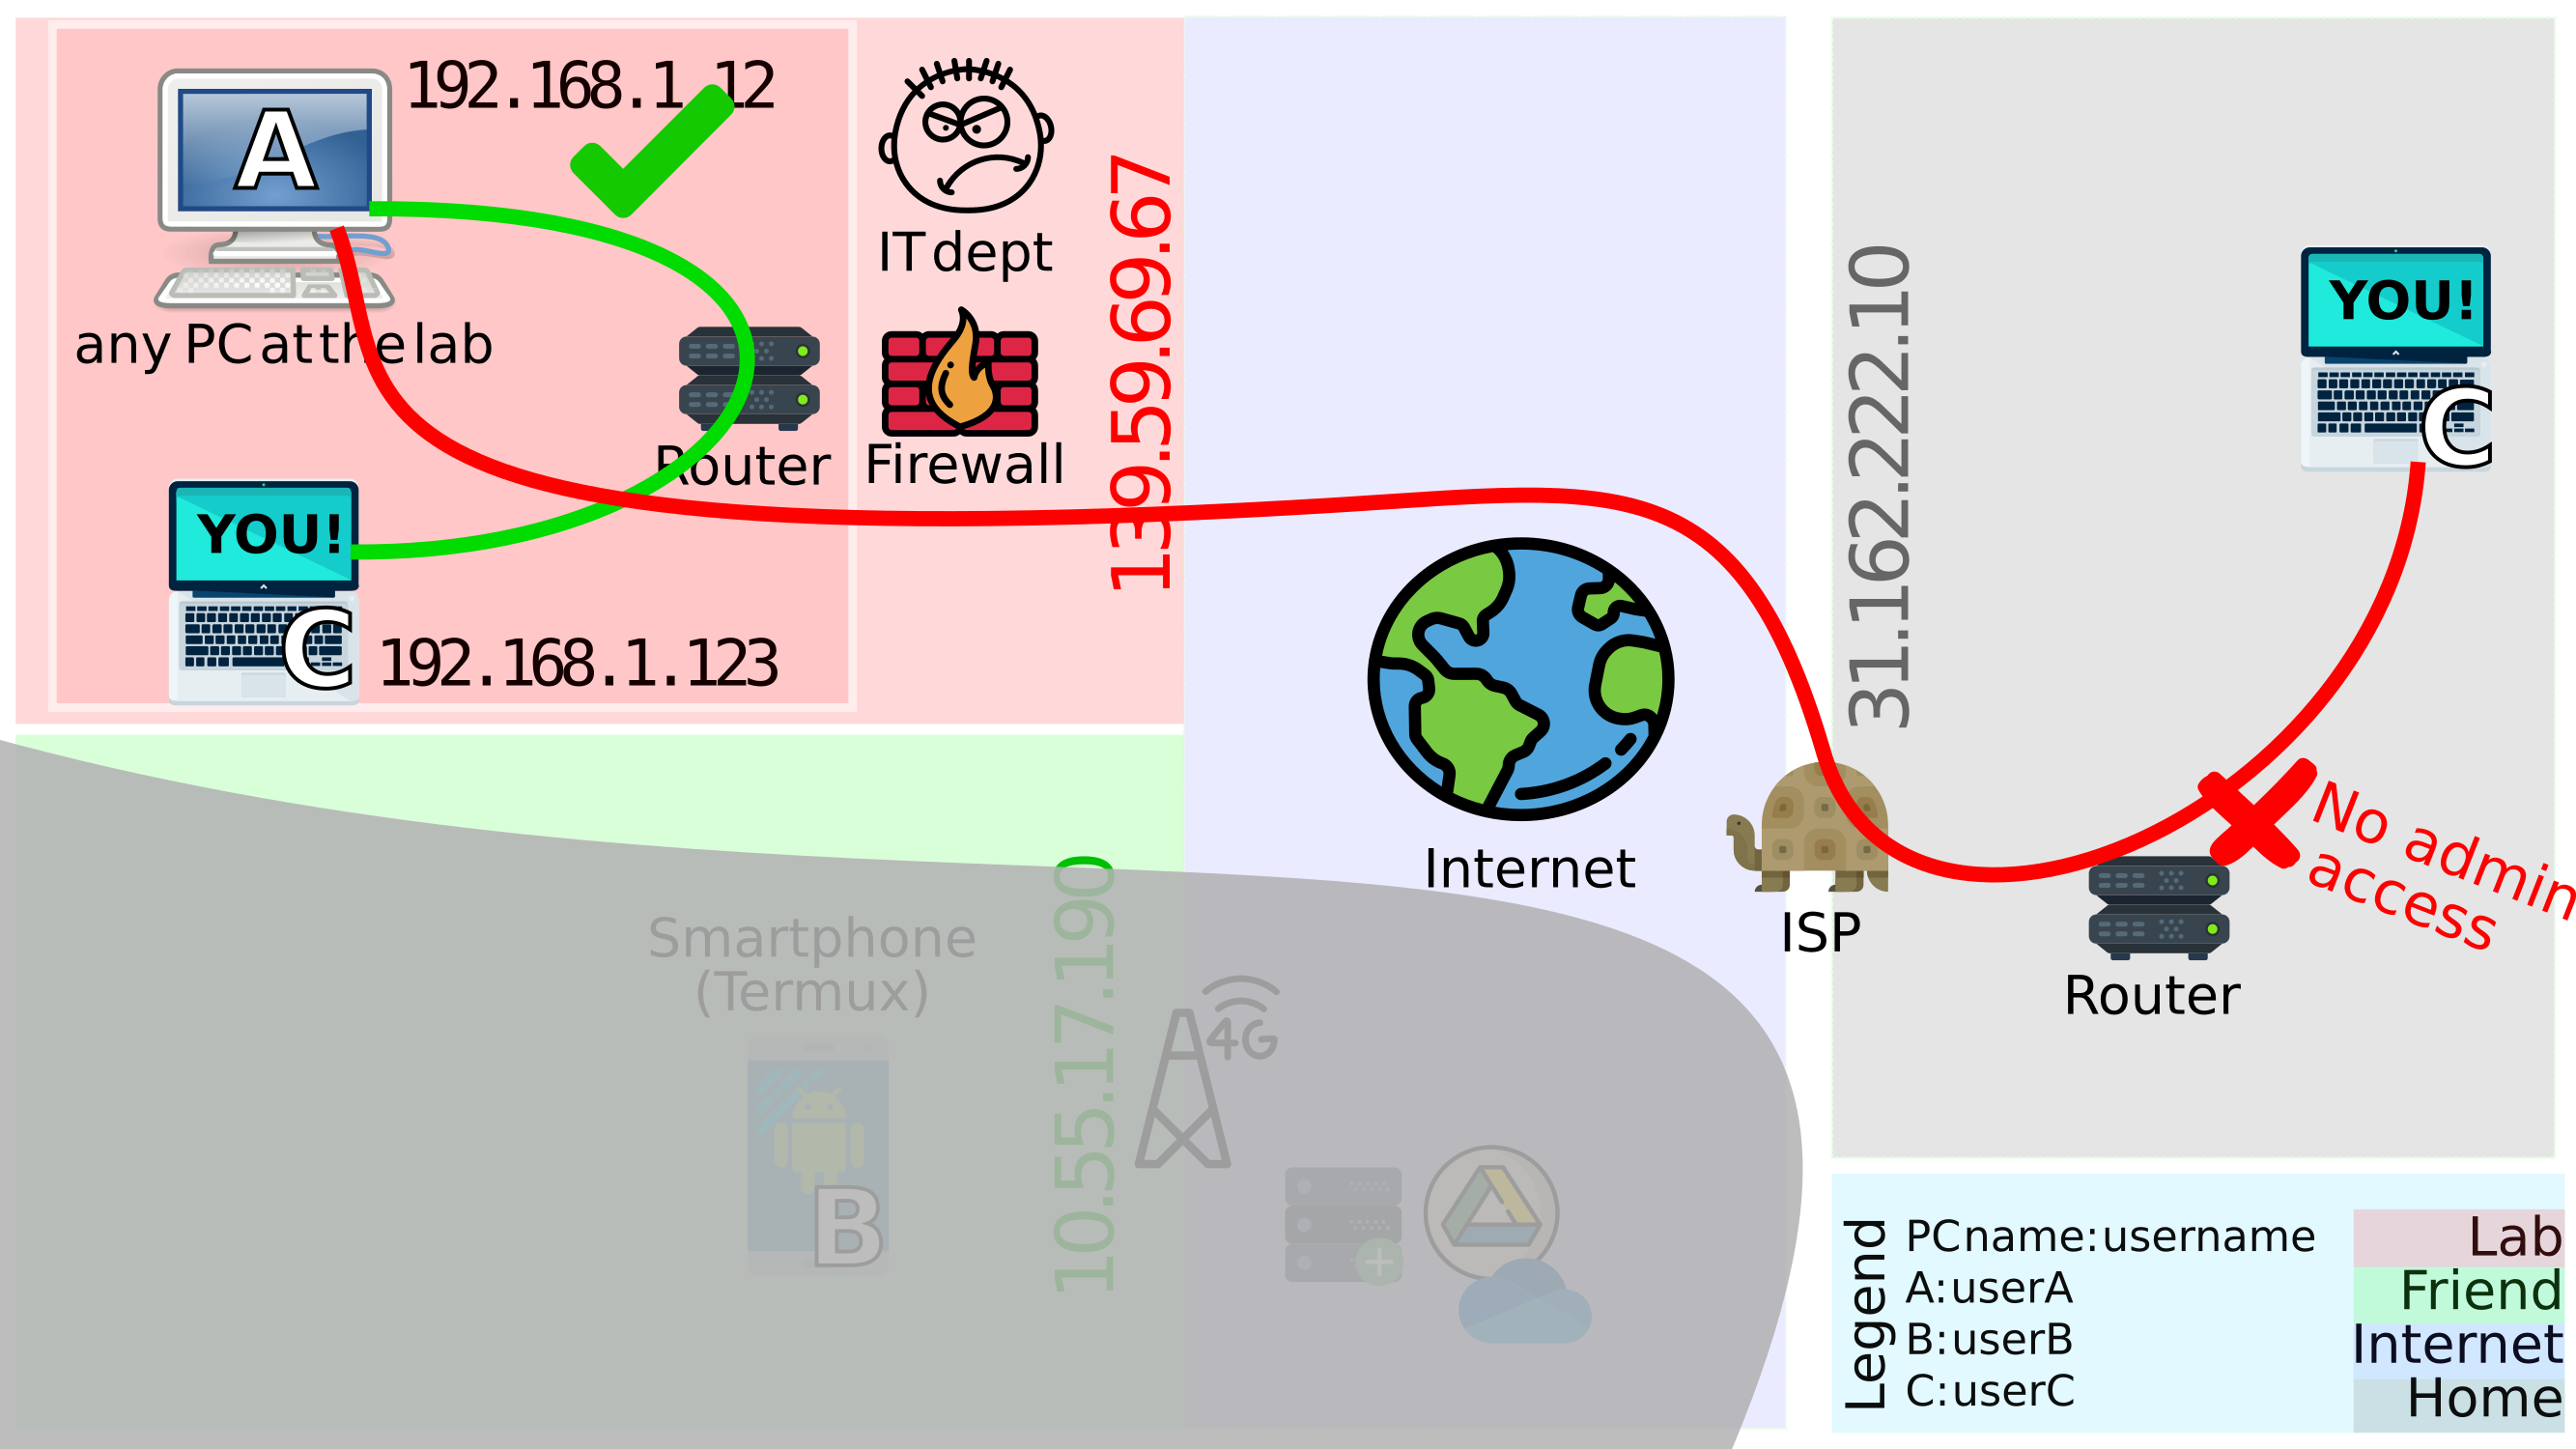 192.168.1.12
A
any PC at the lab
IT dept
Router
Firewall
139.59.69.67
YOU!
C
192.168.1.123
31.162.222.10
YOU!
C
Internet
ISP
No admin
access
Router
Smartphone
(Termux)
10.55.17.190
4G
B
Legend
PCname:username
A:userA
B:userB
C:userC
Lab
Friend
Internet
Home